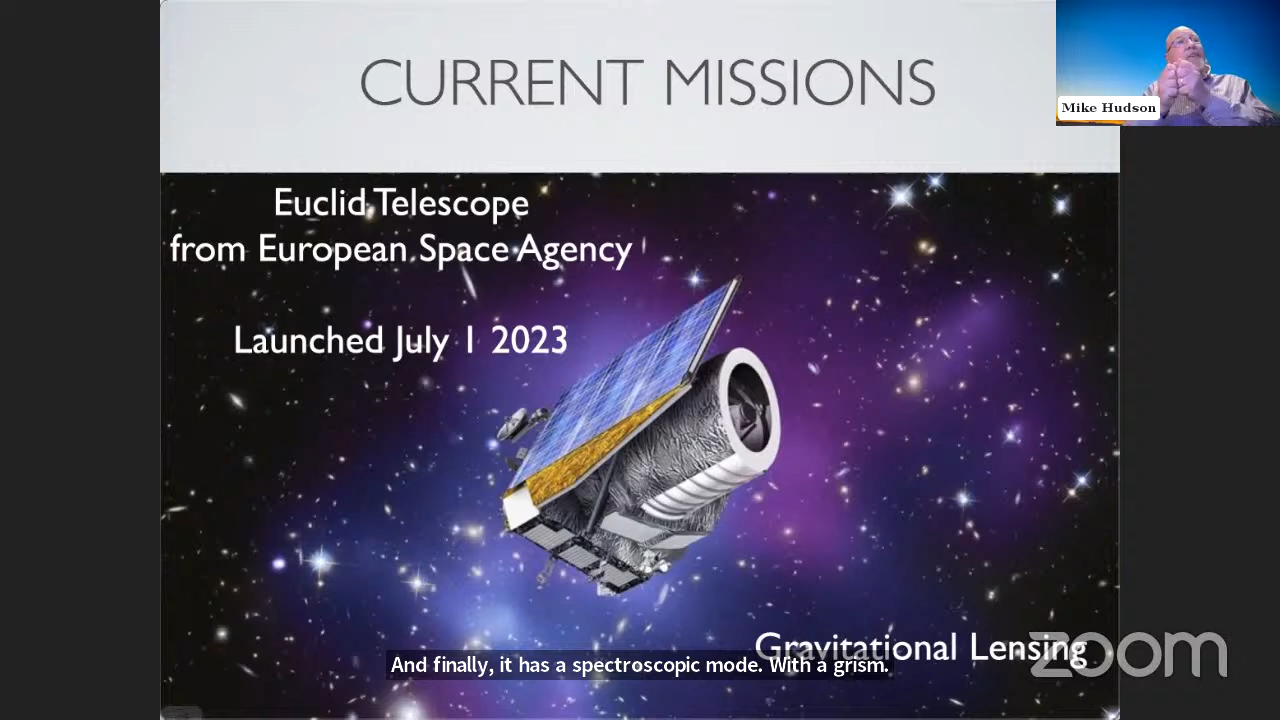 CURRENT MISSIONS
Mike Hudson
Euclid Telescope
from European Space Agency
Launched July 1 2023
Gravitational Lensing
zoom
And finally, it has a spectroscopic mode. With a grism.